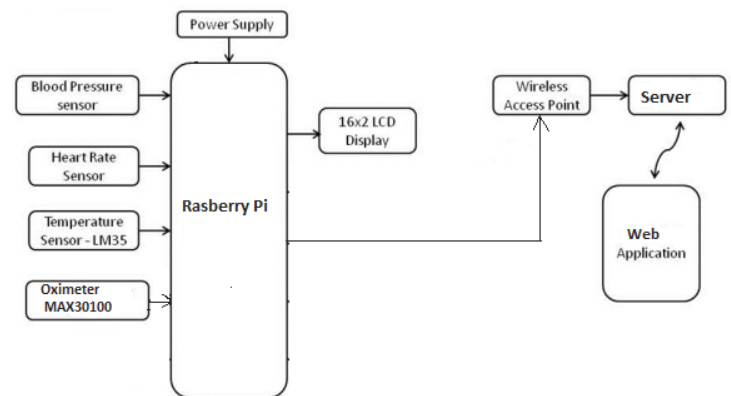 Power Supply
Blood Pressure
sensor
Heart Rate
Sensor
Temperature
Sensor - LM35
Oximeter
MAX30100
Rasberry Pi
16x2 LCD
Display
Wireless
Access Point
Server
Web
Application